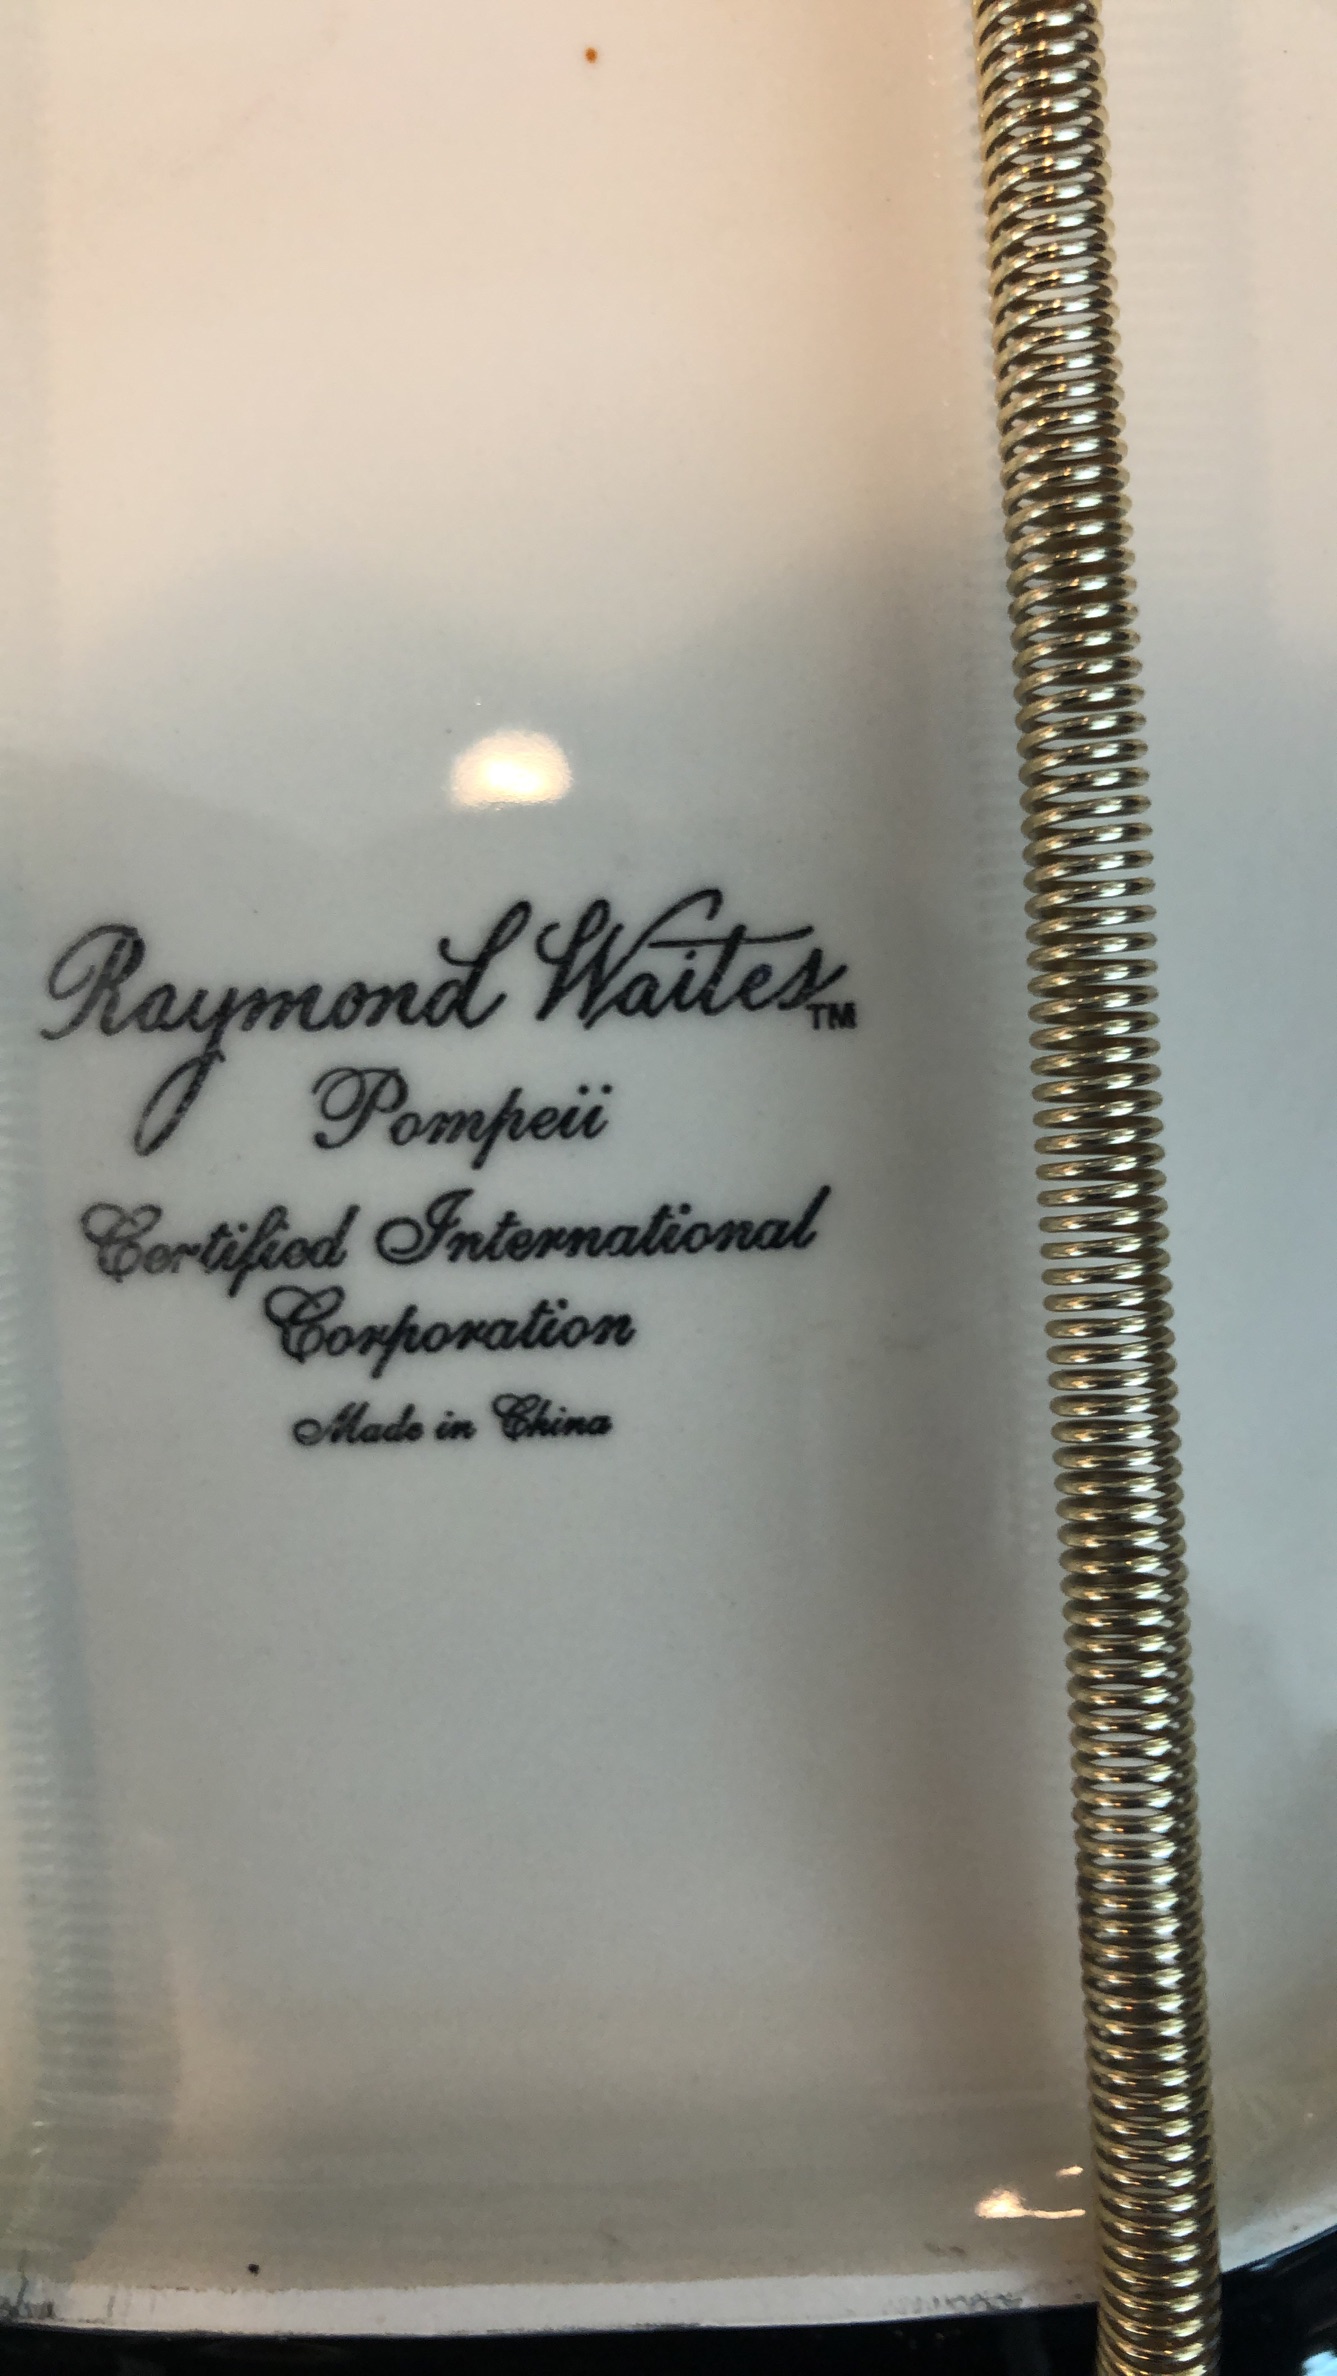 Raymond Waites™
Pompeii
Certified International
Corporation
Made in China